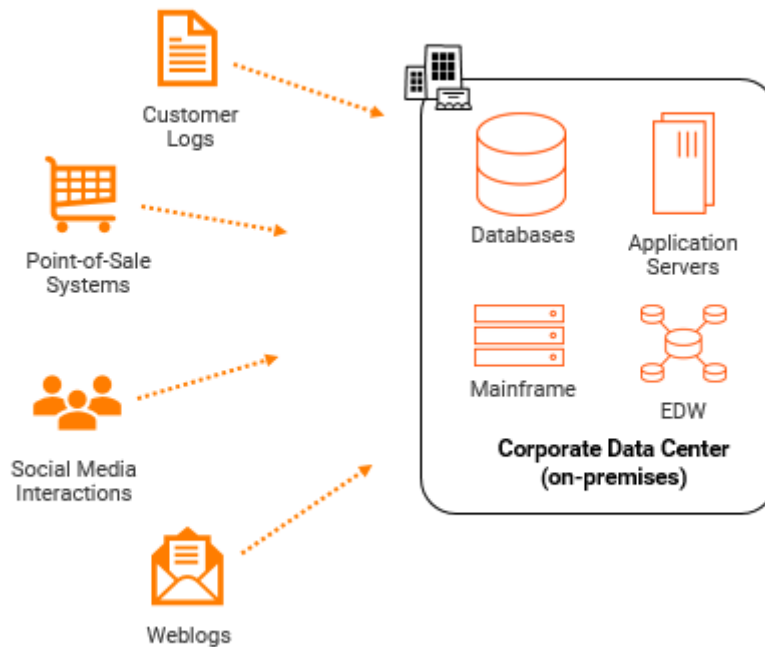 Customer
Logs
Point-of-Sale
Systems
Social Media
Interactions
Weblogs
Databases
Application
Servers
Mainframe
EDW
Corporate Data Center
(on-premises)